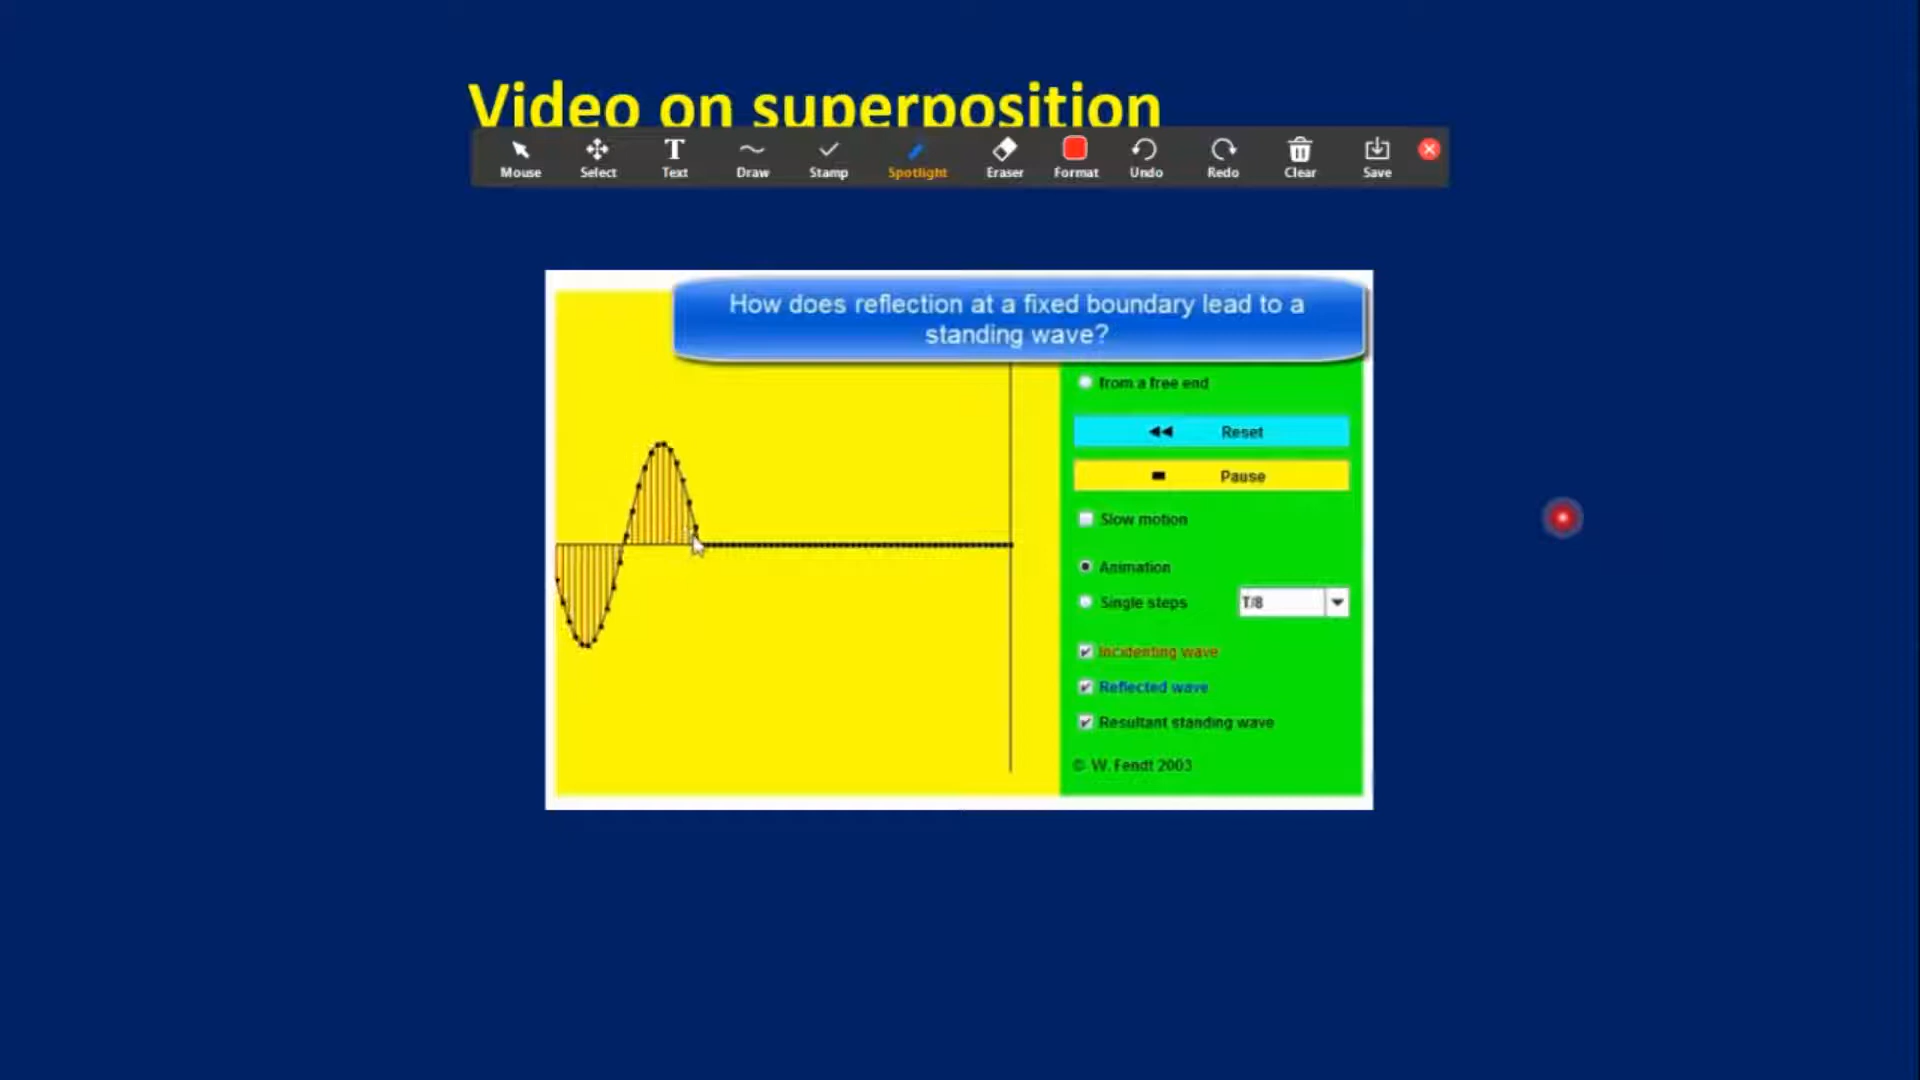 Video on superposition
Mouse
Select
Text
Draw
Stamp
Spotlight
Eraser
Format
Undo
Redo
Clear
Save
How does reflection at a fixed boundary lead to a
standing wave?
from a free end
Reset
Pause
Slow motion
Animation
Single steps
T/8
Incidenting wave
Reflected wave
Resultant standing wave
© W. Fendt 2003